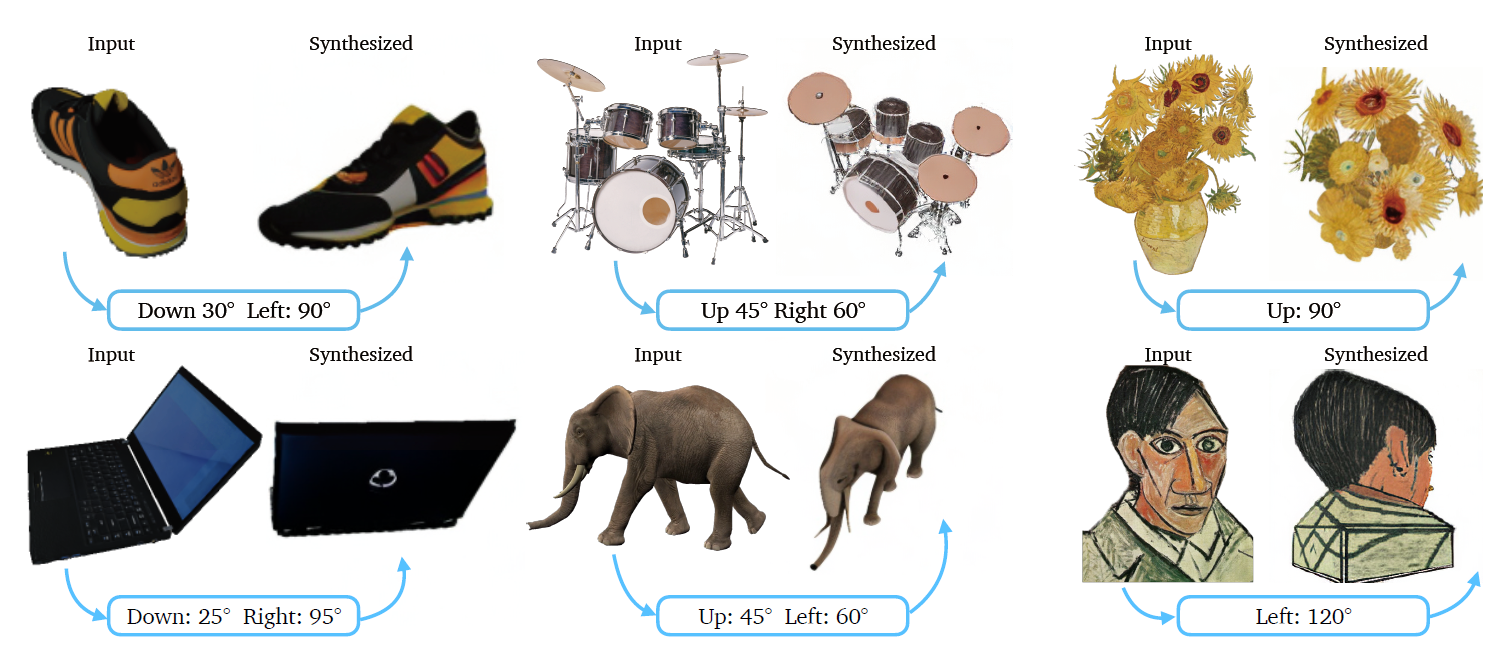 Input
Synthesized
Input
Synthesized
Input
Synthesized
adidas
Down 30° Left: 90°
Up 45° Right 60°
Up: 90°
Input
Synthesized
Input
Synthesized
Input
Synthesized
Down: 25° Right: 95°
Up: 45° Left: 60°
Left: 120°